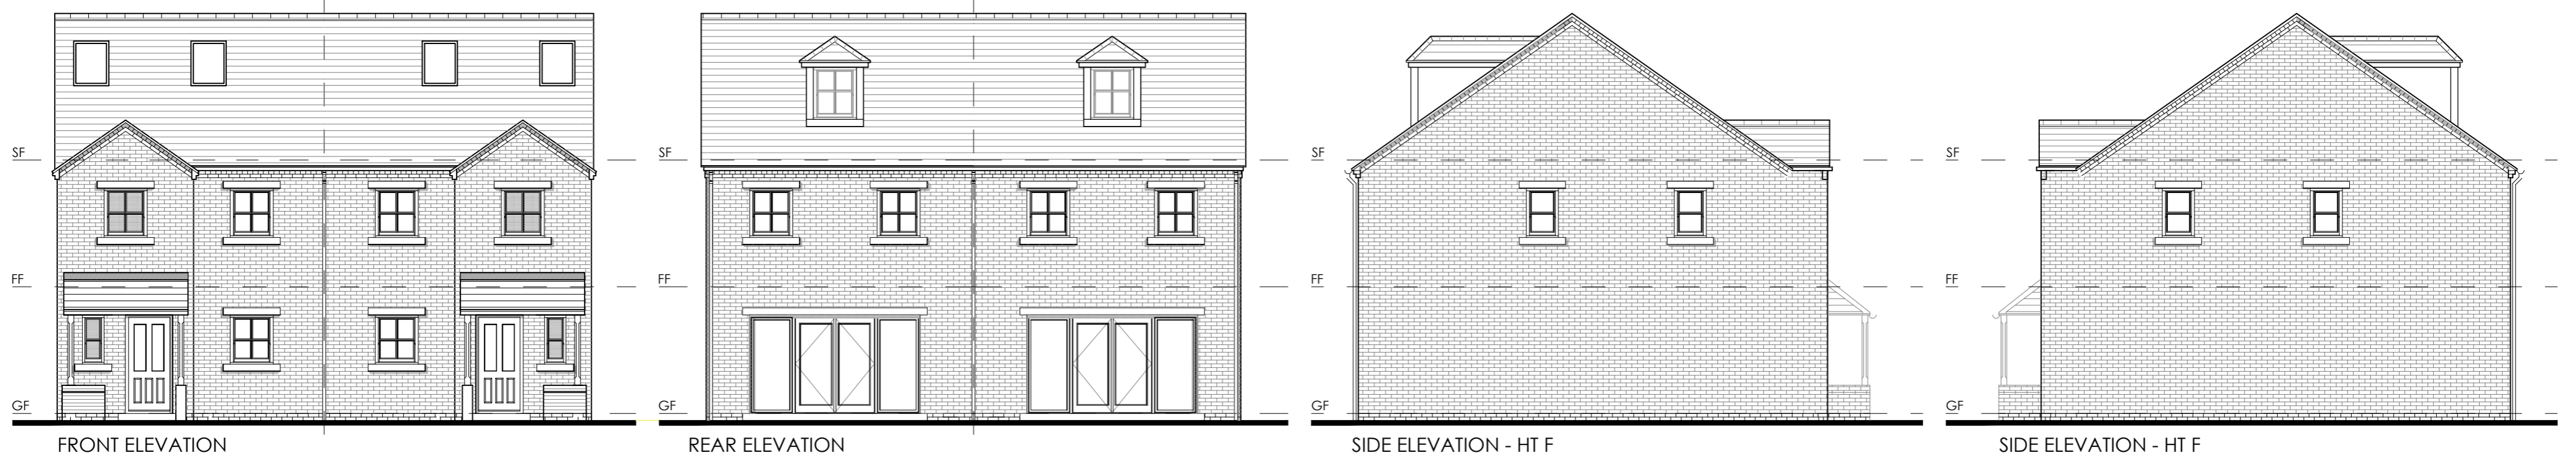 SF
FF
GF
FRONT ELEVATION
SF
FF
GF
REAR ELEVATION
SF
FF
GF
SIDE ELEVATION - HT F
SF
FF
GF
SIDE ELEVATION - HT F